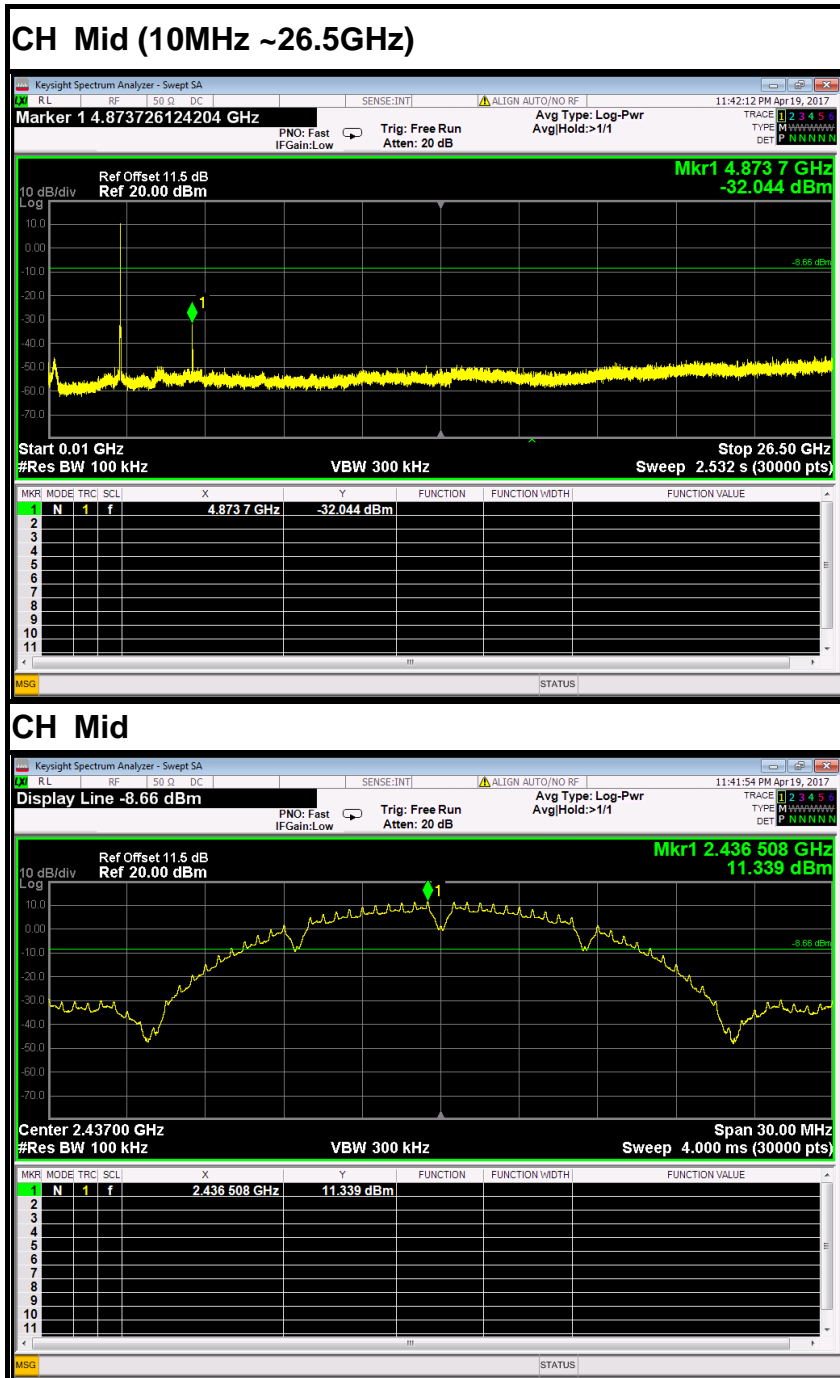 CH Mid (10MHz ~26.5GHz)
Keysight Spectrum Analyzer - Swept SA
LXI RL RF 50 Ω DC SENSE:INT ALIGN AUTO/NO RF 11:42:12 PM Apr 19, 2017
Marker 1 4.873726124204 GHz
PNO: Fast
IFGain:Low
Trig: Free Run
Atten: 20 dB
Avg Type: Log-Pwr
Avg|Hold:>1/1
TRACE 1 2 3 4 5 6
TYPE M WWWWW
DET P N N N N N
Mkr1 4.873 7 GHz
-32.044 dBm
Ref Offset 11.5 dB
10 dB/div Ref 20.00 dBm
Log
10.0
0.00
-10.0
-20.0
-30.0
-40.0
-50.0
-60.0
-70.0
-8.66 dBm
1
Start 0.01 GHz Stop 26.50 GHz
#Res BW 100 kHz VBW 300 kHz Sweep 2.532 s (30000 pts)
MKR MODE TRC SCL X Y FUNCTION FUNCTION WIDTH FUNCTION VALUE
1 N 1 f 4.873 7 GHz -32.044 dBm
2
3
4
5
6
7
8
9
10
11
MSG STATUS
CH Mid
Keysight Spectrum Analyzer - Swept SA
LXI RL RF 50 Ω DC SENSE:INT ALIGN AUTO/NO RF 11:41:54 PM Apr 19, 2017
Display Line -8.66 dBm
PNO: Fast
IFGain:Low
Trig: Free Run
Atten: 20 dB
Avg Type: Log-Pwr
Avg|Hold:>1/1
TRACE 1 2 3 4 5 6
TYPE M WWWWW
DET P N N N N N
Mkr1 2.436 508 GHz
11.339 dBm
Ref Offset 11.5 dB
10 dB/div Ref 20.00 dBm
Log
10.0
0.00
-10.0
-20.0
-30.0
-40.0
-50.0
-60.0
-70.0
-8.66 dBm
1
Center 2.43700 GHz Span 30.00 MHz
#Res BW 100 kHz VBW 300 kHz Sweep 4.000 ms (30000 pts)
MKR MODE TRC SCL X Y FUNCTION FUNCTION WIDTH FUNCTION VALUE
1 N 1 f 2.436 508 GHz 11.339 dBm
2
3
4
5
6
7
8
9
10
11
MSG STATUS